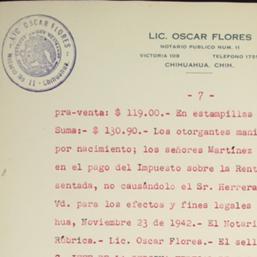 LIC. OSCAR FLORES
NOTARIO PUBLICO NUM. 11
VICTORIA 108 TELEFONO
CHIHUAHUA, CHIH.
LIC. OSCAR FLORES
- 7 -
pra-venta: $ 119.00.- En estampillas
Suma:- $ 130.90.- Los otorgantes mani
por nacimiento; los señores Martínez
en el pago del Impuesto sobre la Rent
sentada, no causándolo el Sr. Herrera
Vd. para los efectos y fines legales
hua, Noviembre 23 de 1942.- El Notari
Rúbrica.- Lic. Oscar Flores.- El sell